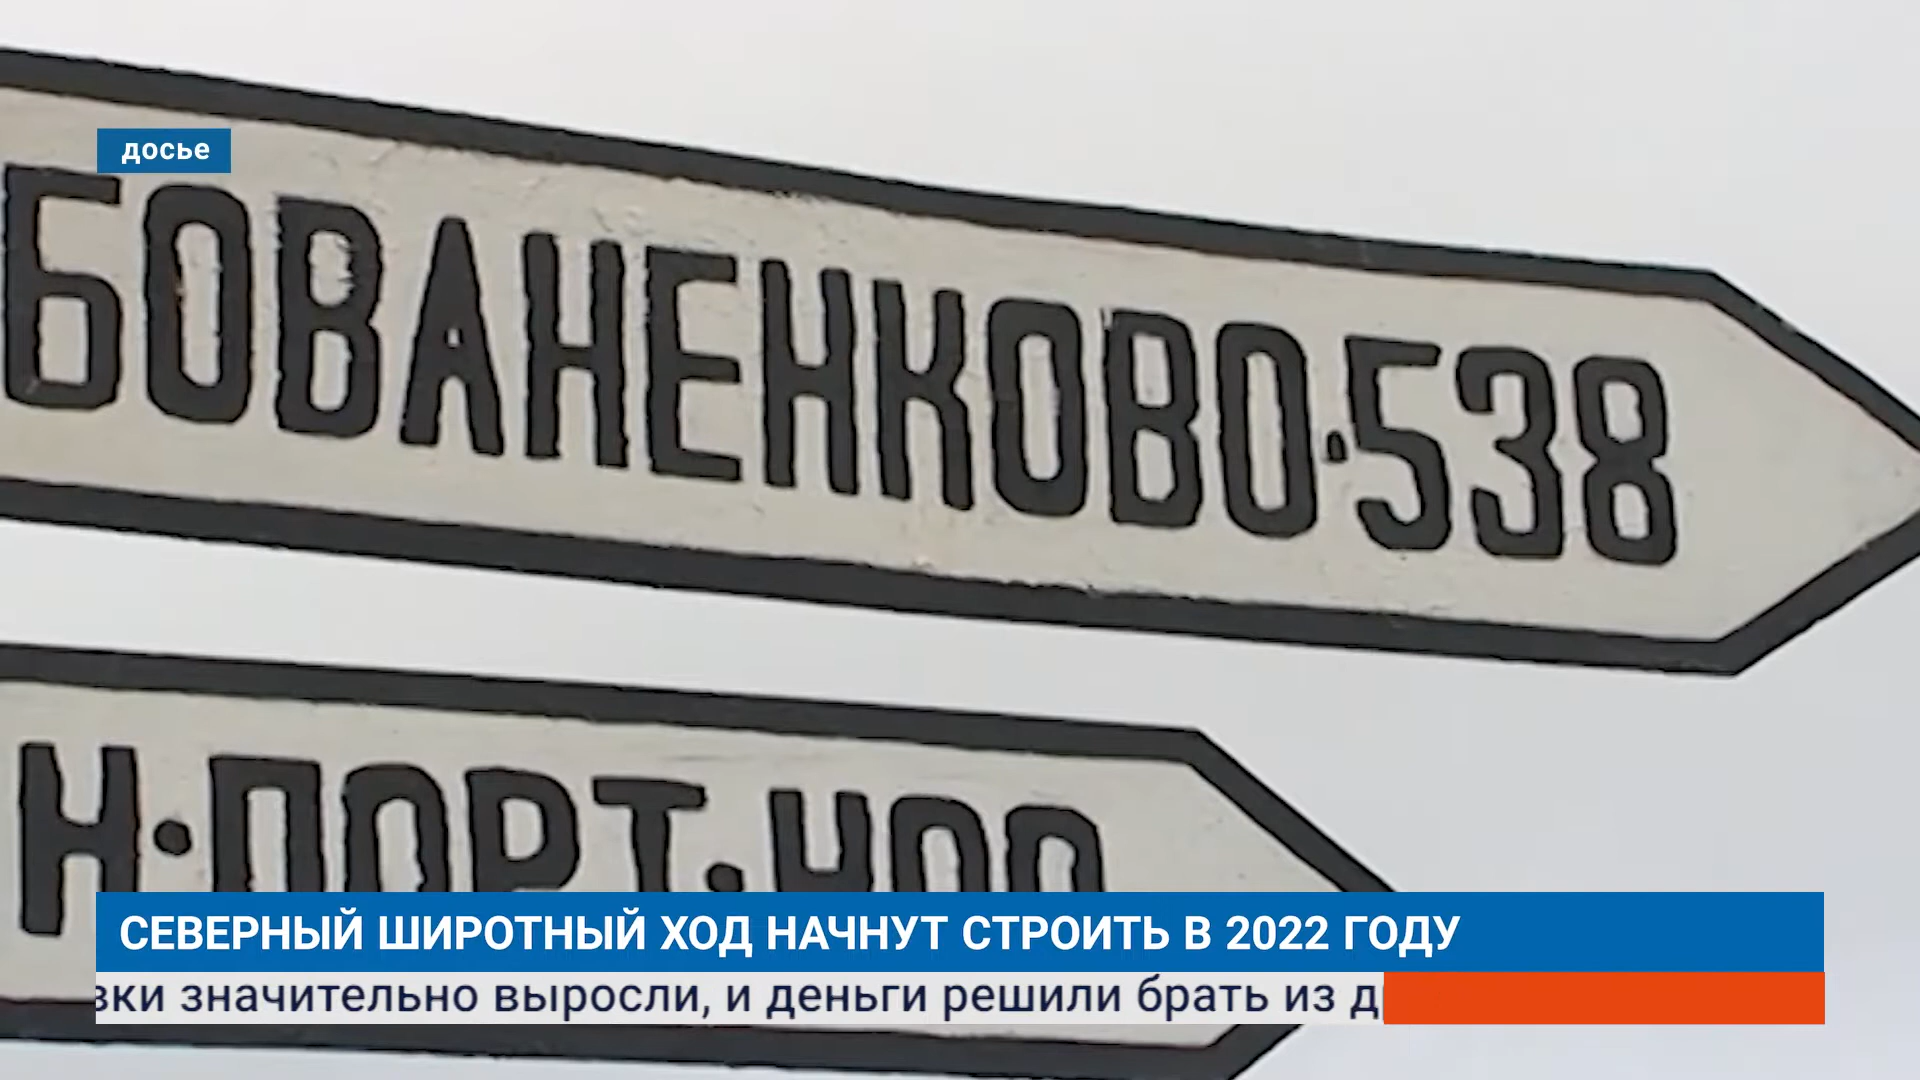 досье
БОВАНЕНКОВО·538
Н·ПОРТ·
СЕВЕРНЫЙ ШИРОТНЫЙ ХОД НАЧНУТ СТРОИТЬ В 2022 ГОДУ
значительно выросли, и деньги решили брать из